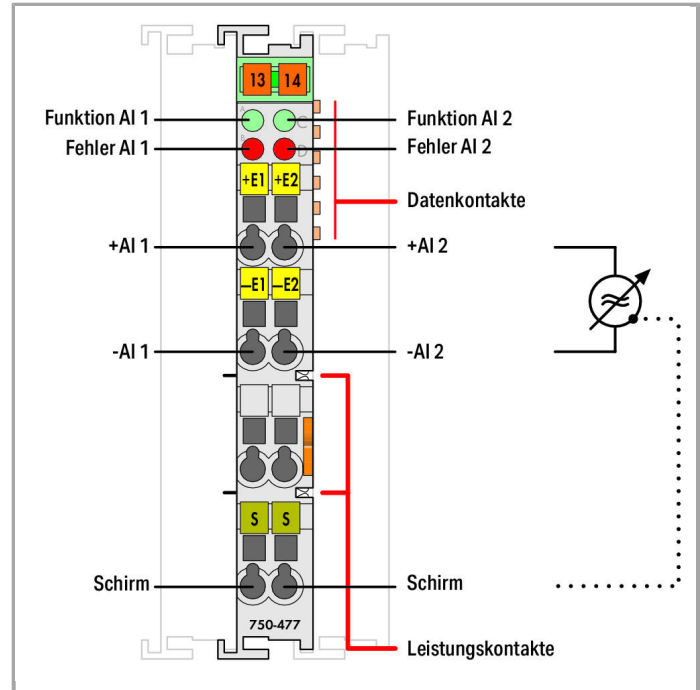 13 14
A C
Funktion AI 1 Funktion AI 2
B D
Fehler AI 1 Fehler AI 2
+E1 +E2
Datenkontakte
+AI 1 +AI 2
—E1 —E2
-AI 1 -AI 2
S S
Schirm Schirm
750-477
Leistungskontakte